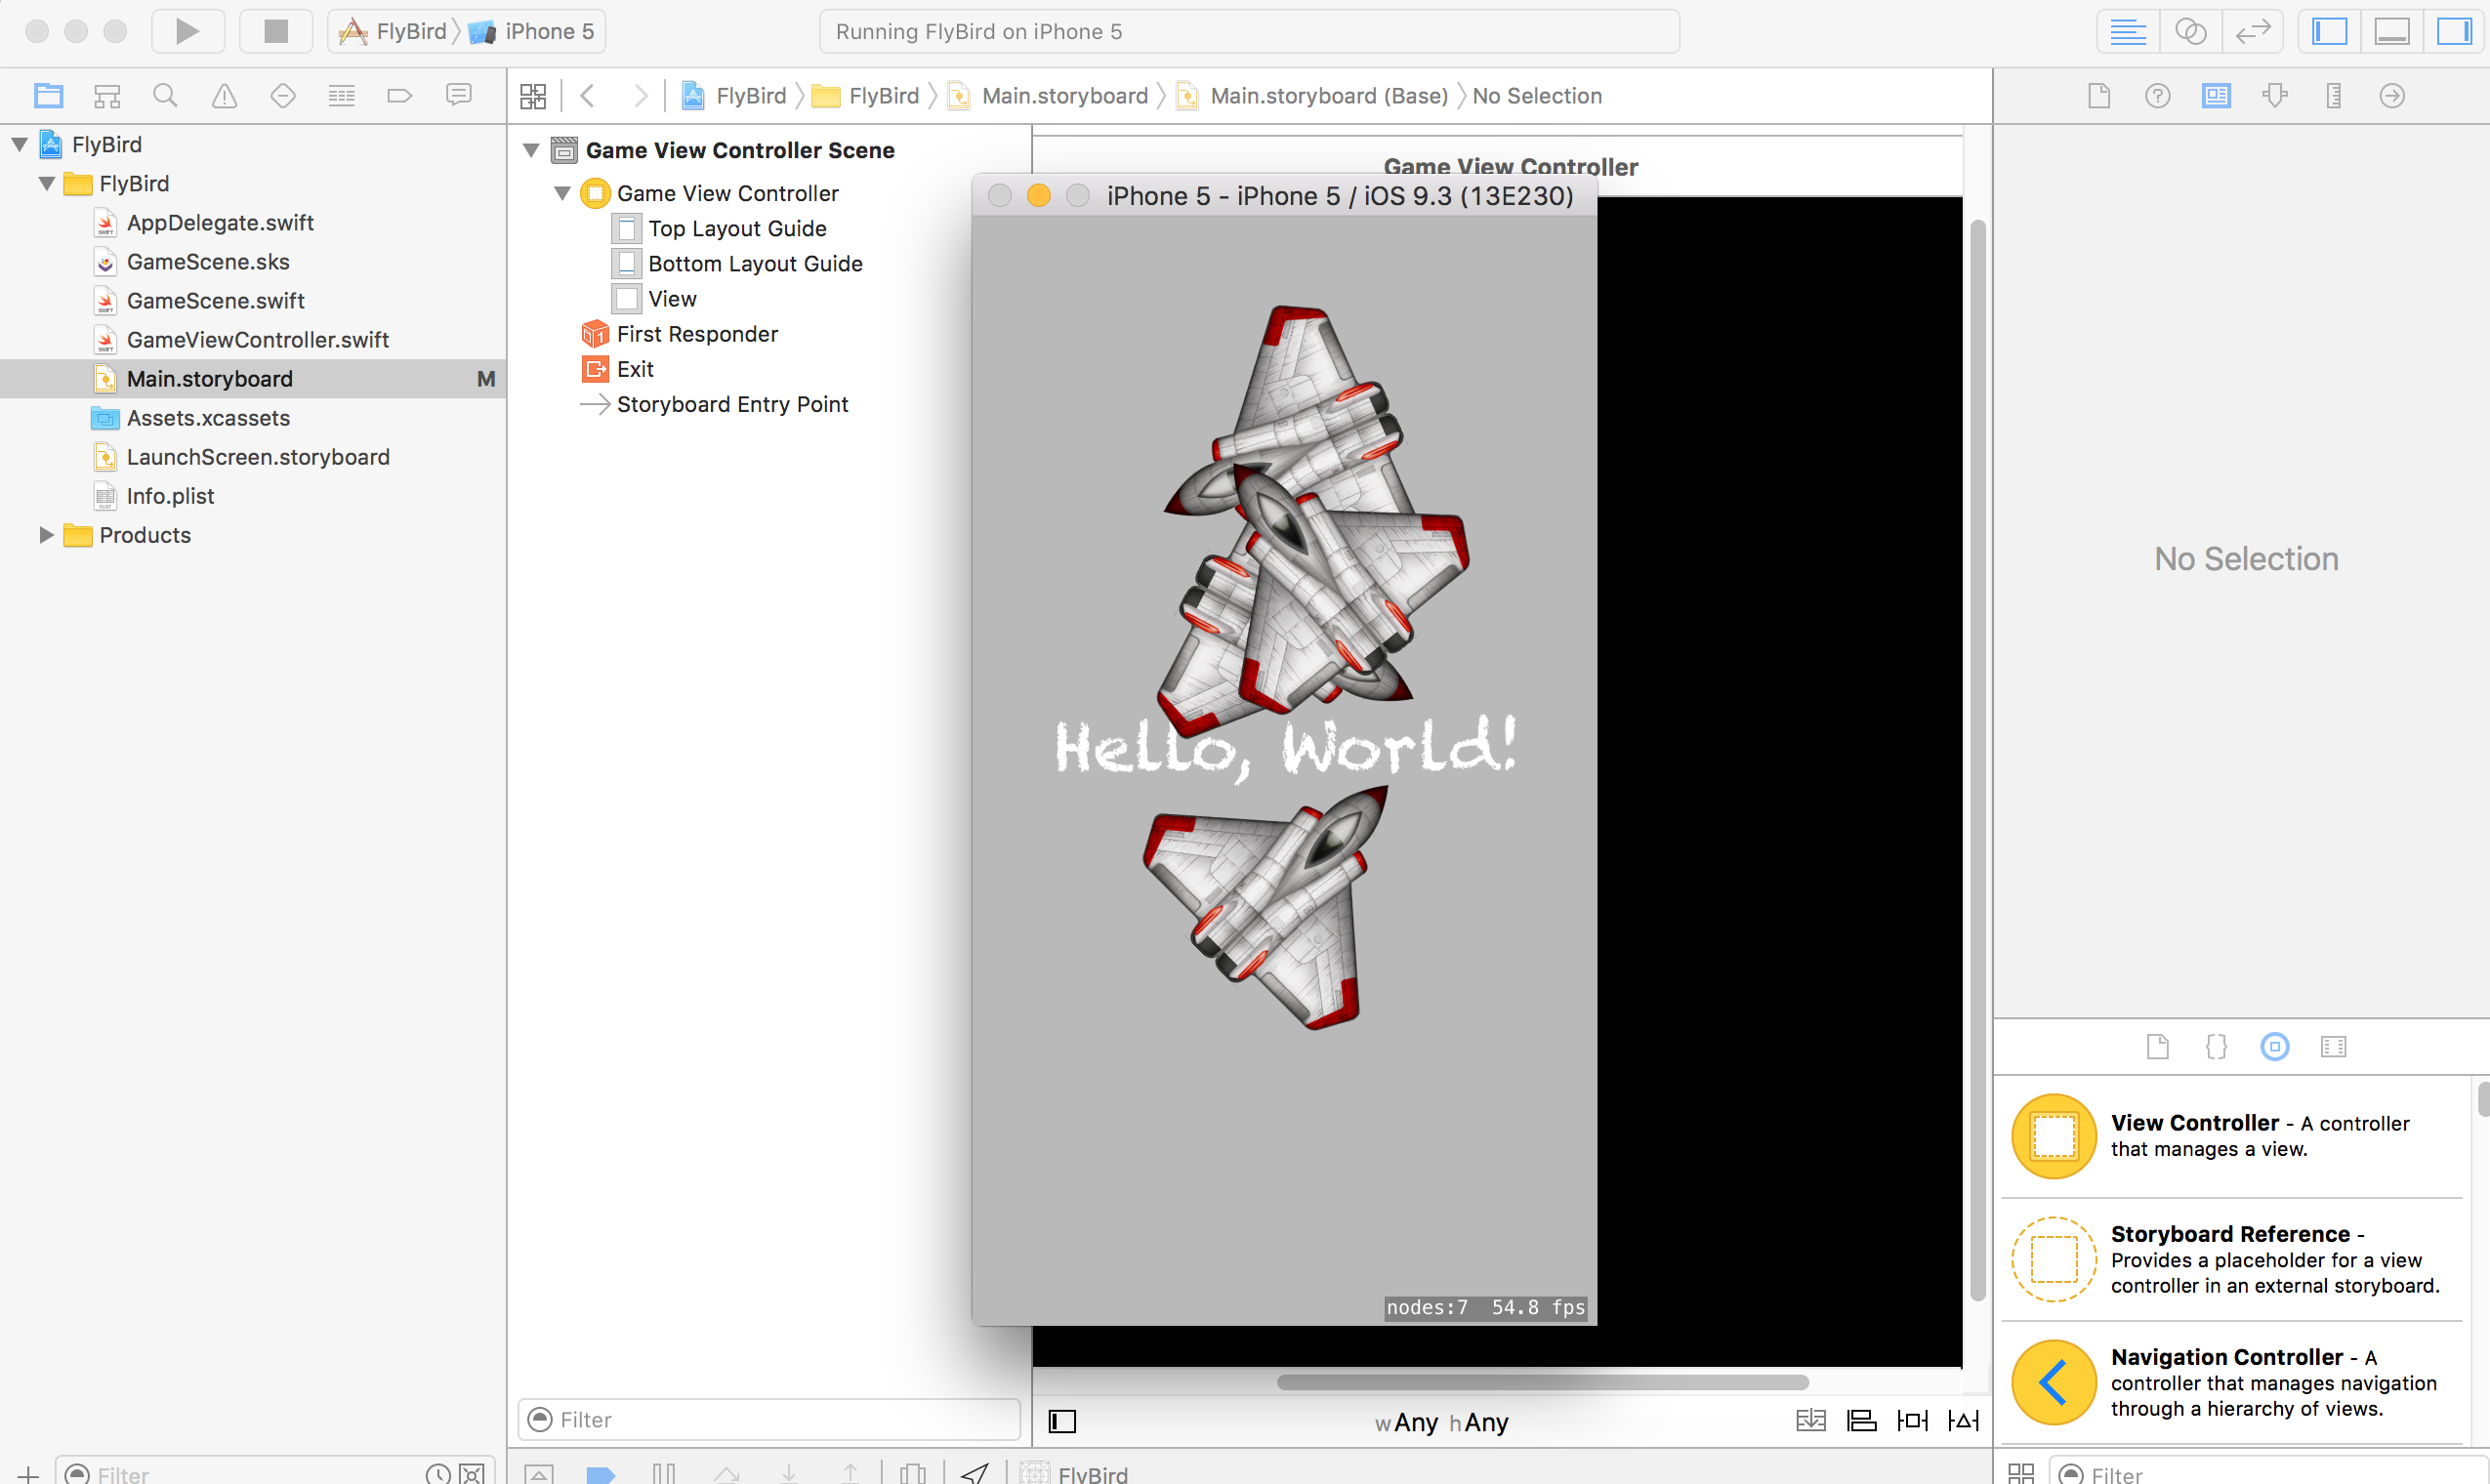 FlyBird 〉 iPhone 5
Running FlyBird on iPhone 5
FlyBird 〉 FlyBird 〉 Main.storyboard 〉 Main.storyboard (Base) 〉 No Selection
FlyBird
FlyBird
AppDelegate.swift
GameScene.sks
GameScene.swift
GameViewController.swift
Main.storyboard M
Assets.xcassets
LaunchScreen.storyboard
Info.plist
Products
Filter
Game View Controller Scene
Game View Controller
Top Layout Guide
Bottom Layout Guide
View
First Responder
Exit
Storyboard Entry Point
Filter
Game View Controller
iPhone 5 - iPhone 5 / iOS 9.3 (13E230)
Hello, World!
nodes:7 54.8 fps
wAny hAny
FlyBird
No Selection
View Controller - A controller
that manages a view.
Storyboard Reference -
Provides a placeholder for a view
controller in an external storyboard.
Navigation Controller - A
controller that manages navigation
through a hierarchy of views.
Filter